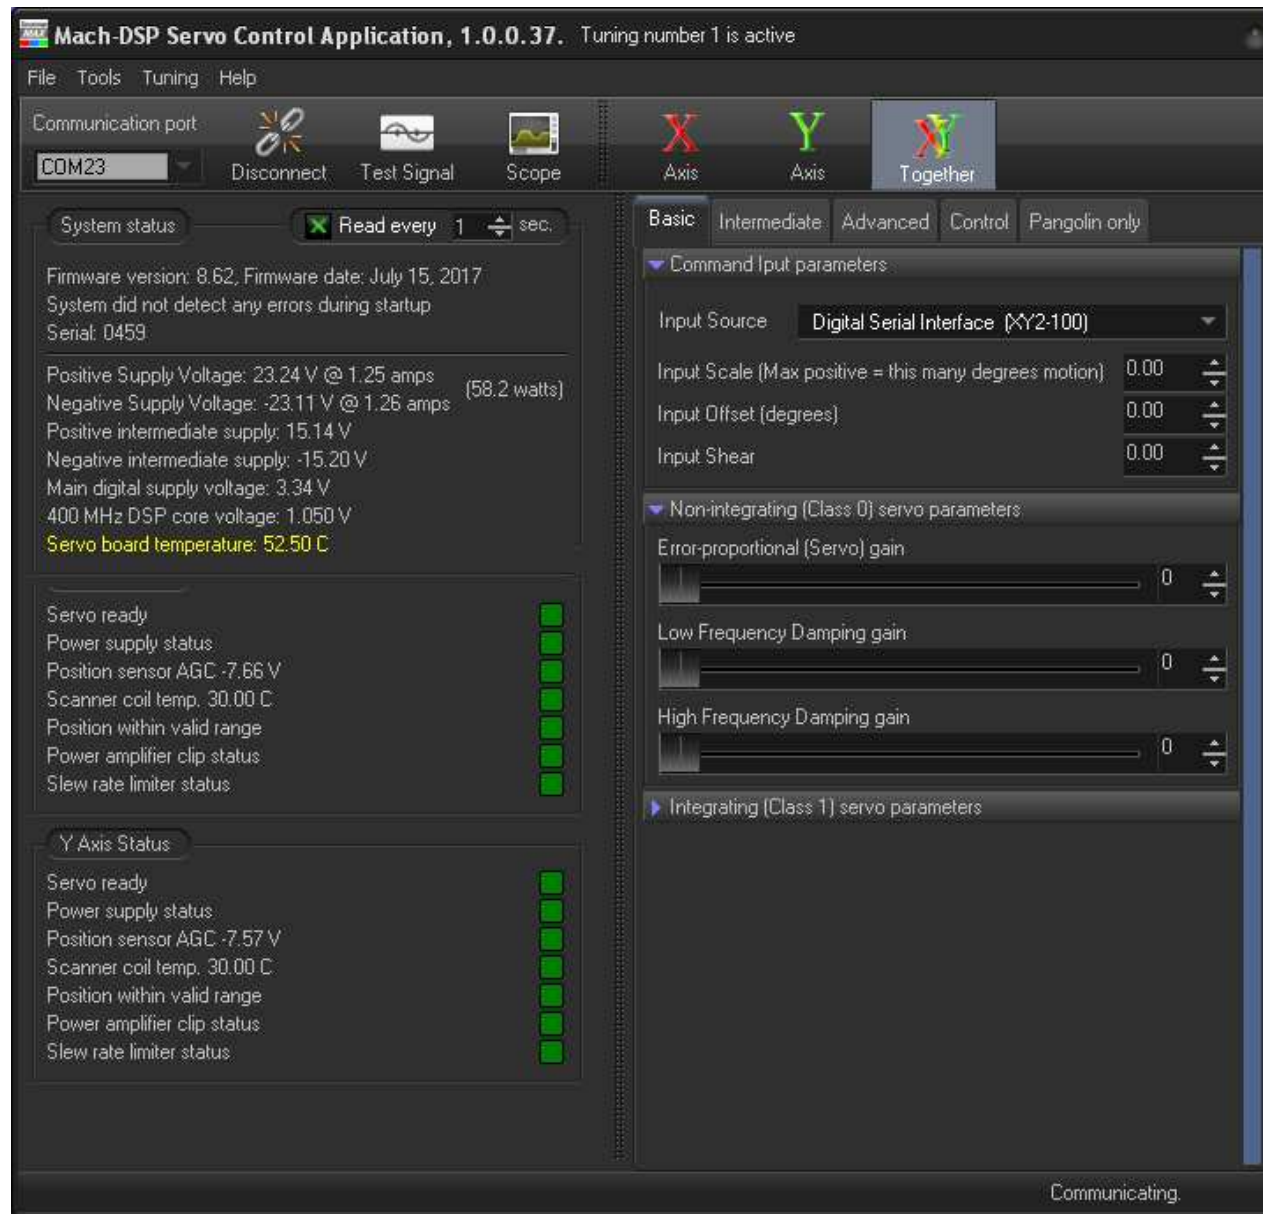 Mach-DSP Servo Control Application, 1.0.0.37. Tuning number 1 is active
File Tools Tuning Help
Communication port
COM23
Disconnect
Test Signal
Scope
X
Axis
Y
Axis
XY
Together
System status
Read every 1 sec.
Firmware version: 8.62, Firmware date: July 15, 2017
System did not detect any errors during startup
Serial: 0459
Positive Supply Voltage: 23.24 V @ 1.25 amps
Negative Supply Voltage: -23.11 V @ 1.26 amps
(58.2 watts)
Positive intermediate supply: 15.14 V
Negative intermediate supply: -15.20 V
Main digital supply voltage: 3.34 V
400 MHz DSP core voltage: 1.050 V
Servo board temperature: 52.50 C
Servo ready
Power supply status
Position sensor AGC -7.66 V
Scanner coil temp. 30.00 C
Position within valid range
Power amplifier clip status
Slew rate limiter status
Y Axis Status
Servo ready
Power supply status
Position sensor AGC -7.57 V
Scanner coil temp. 30.00 C
Position within valid range
Power amplifier clip status
Slew rate limiter status
Basic Intermediate Advanced Control Pangolin only
Command Iput parameters
Input Source Digital Serial Interface (XY2-100)
Input Scale (Max positive = this many degrees motion) 0.00
Input Offset (degrees) 0.00
Input Shear 0.00
Non-integrating (Class 0) servo parameters
Error-proportional (Servo) gain
0
Low Frequency Damping gain
0
High Frequency Damping gain
0
Integrating (Class 1) servo parameters
Communicating.